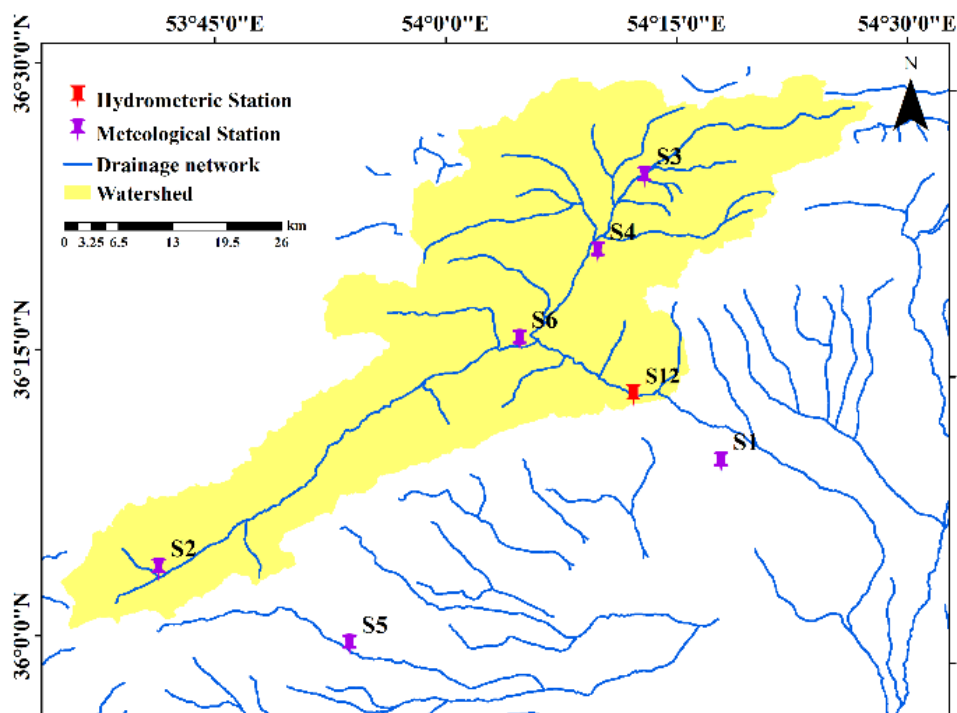 53°45'0"E 54°0'0"E 54°15'0"E 54°30'0"E
36°30'0"N
N
Hydrometeric Station
Meteological Station
Drainage network
Watershed
km
0 3.25 6.5 13 19.5 26
S3
S4
S6
36°15'0"N
S12
S1
S2
S5
36°0'0"N